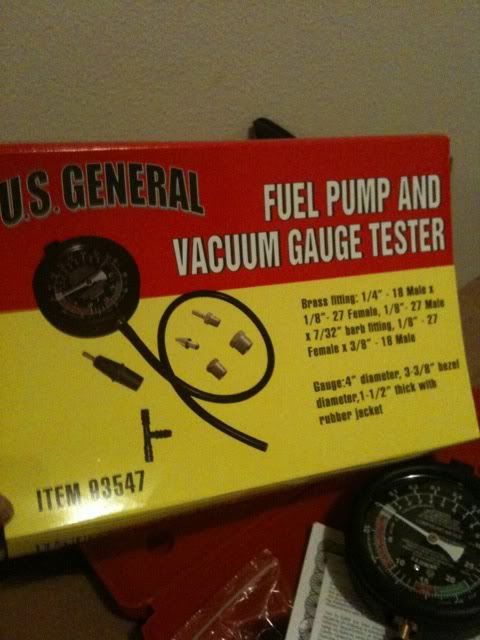 U.S. GENERAL
FUEL PUMP AND
VACUUM GAUGE TESTER
Brass fitting: 1/4" - 18 Male x
1/8"- 27 Female, 1/8"- 27 Male
x 7/32" barb fitting, 1/8" - 27
Female x 3/8" - 18 Male
Gauge:4" diameter, 3-3/8" bezel
diameter,1-1/2" thick with
rubber jacket
ITEM 93547